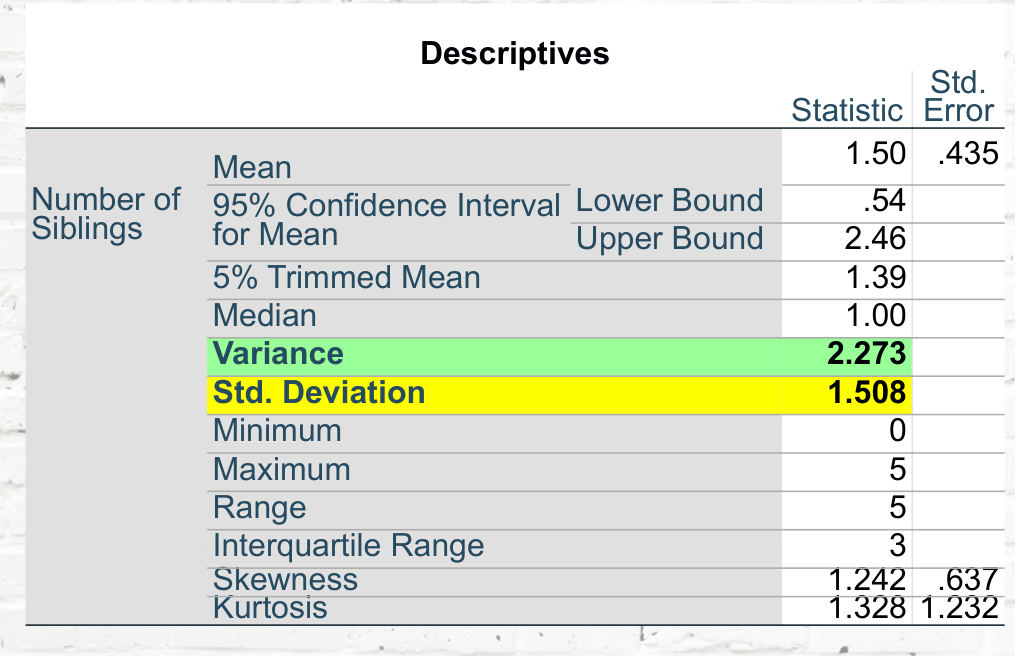 Descriptives
Statistic Std. Error
Number of Siblings Mean 1.50 .435
95% Confidence Interval for Mean Lower Bound .54
Upper Bound 2.46
5% Trimmed Mean 1.39
Median 1.00
Variance 2.273
Std. Deviation 1.508
Minimum 0
Maximum 5
Range 5
Interquartile Range 3
Skewness 1.242 .637
Kurtosis 1.328 1.232